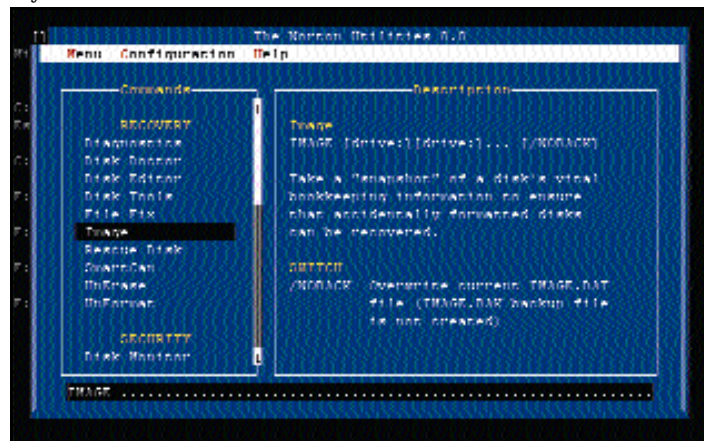 The Norton Utilities 8.0
Menu Configuration Help
Commands
RECOVERY
Diagnostics
Disk Doctor
Disk Editor
Disk Tools
File Fix
Image
Rescue Disk
SmartCan
UnErase
UnFormat
SECURITY
Disk Monitor
Description
Image
IMAGE [drive:][drive:]... [/NOBACK]
Take a "snapshot" of a disk's vital
bookkeeping information to ensure
that accidentally formatted disks
can be recovered.
SWITCH
/NOBACK Overwrite current IMAGE.DAT
file (IMAGE.BAK backup file
is not created)
IMAGE